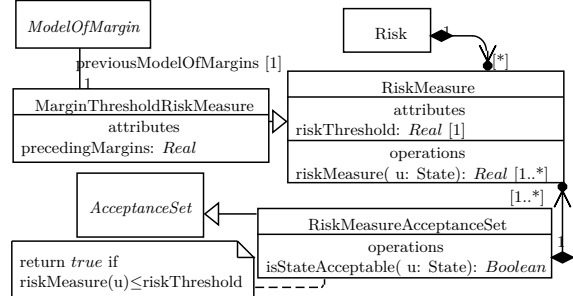 ModelOfMargin
Risk
1
[*]
previousModelOfMargins [1]
1
MarginThresholdRiskMeasure
attributes
precedingMargins: Real
RiskMeasure
attributes
riskThreshold: Real [1]
operations
riskMeasure( u: State): Real [1..*]
[1..*]
AcceptanceSet
RiskMeasureAcceptanceSet
operations
isStateAcceptable( u: State): Boolean
1
return true if
riskMeasure(u)≤riskThreshold